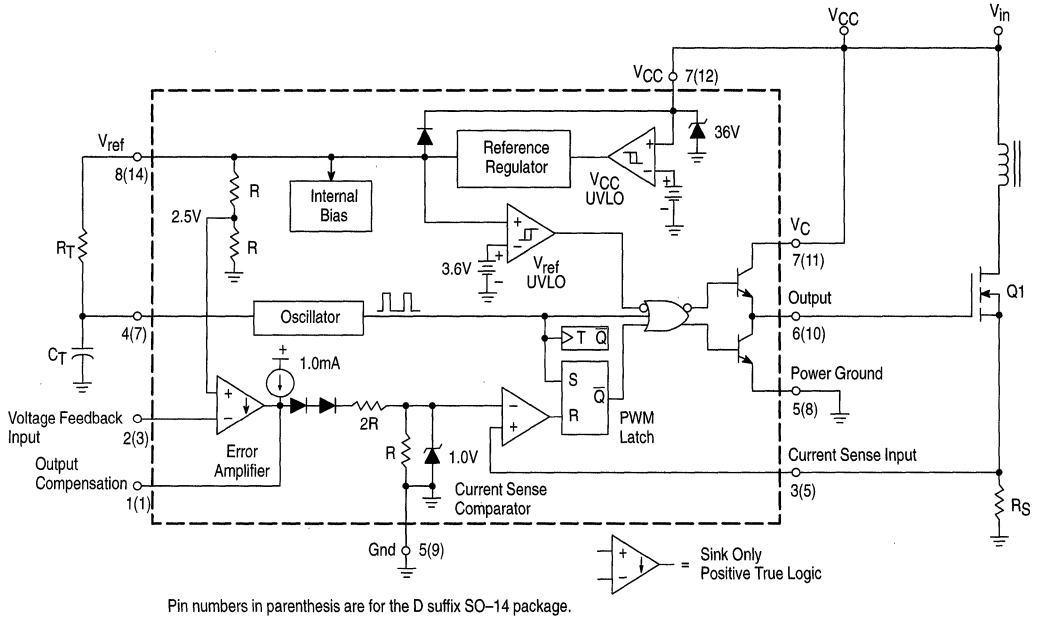 VCC
Vin
VCC 7(12)
Vref
8(14)
36V
Reference
Regulator
+
–
VCC
UVLO
+
–
Internal
Bias
R
2.5V
R
RT
+
–
3.6V
+
–
Vref
UVLO
VC
7(11)
Output
6(10)
Q1
Oscillator
4(7)
CT
T Q
S
Q
R
PWM
Latch
+
1.0mA
+
–
Voltage Feedback
Input
2(3)
Error
Amplifier
2R
R
1.0V
–
+
Power Ground
5(8)
Output
Compensation
1(1)
Current Sense
Comparator
Current Sense Input
3(5)
RS
Gnd 5(9)
+
–
= Sink Only
Positive True Logic
Pin numbers in parenthesis are for the D suffix SO–14 package.